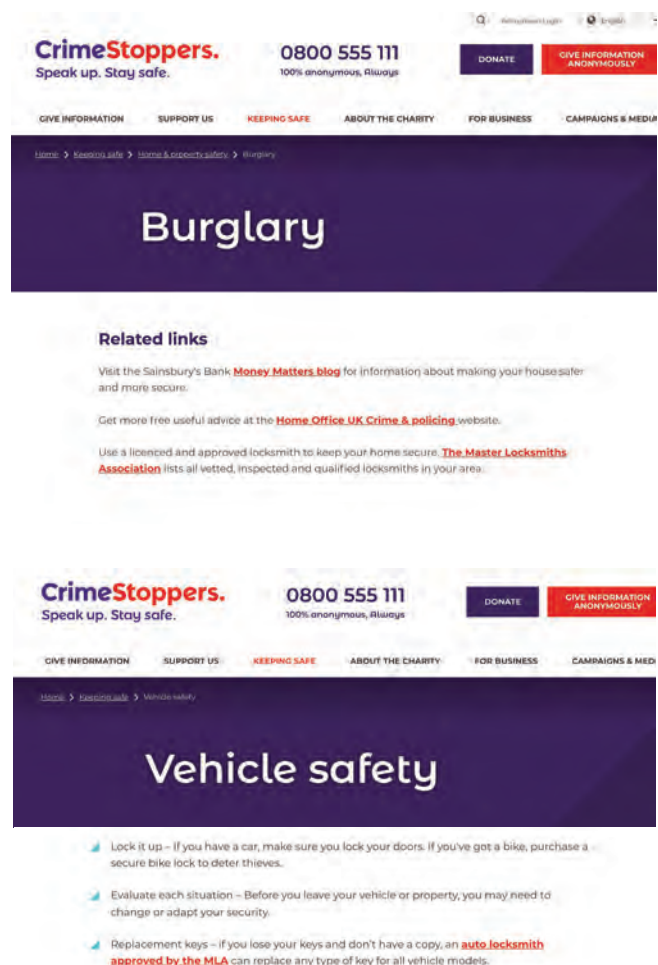 English
CrimeStoppers.
Speak up. Stay safe.
0800 555 111
100% anonymous, Always
DONATE
GIVE INFORMATION
ANONYMOUSLY
GIVE INFORMATION
SUPPORT US
KEEPING SAFE
ABOUT THE CHARITY
FOR BUSINESS
CAMPAIGNS & MEDIA
Home > Keeping safe > Home & property safety > Burglary
Burglary
Related links
Visit the Sainsbury's Bank Money Matters blog for information about making your house safer
and more secure.
Get more free useful advice at the Home Office UK Crime & policing website.
Use a licenced and approved locksmith to keep your home secure. The Master Locksmiths
Association lists all vetted, inspected and qualified locksmiths in your area.
CrimeStoppers.
Speak up. Stay safe.
0800 555 111
100% anonymous, Always
DONATE
GIVE INFORMATION
ANONYMOUSLY
GIVE INFORMATION
SUPPORT US
KEEPING SAFE
ABOUT THE CHARITY
FOR BUSINESS
CAMPAIGNS & MEDI
Home > Keeping safe > Vehicle safety
Vehicle safety
Lock it up – If you have a car, make sure you lock your doors. If you've got a bike, purchase a
secure bike lock to deter thieves.
Evaluate each situation – Before you leave your vehicle or property, you may need to
change or adapt your security.
Replacement keys – if you lose your keys and don't have a copy, an auto locksmith
approved by the MLA can replace any type of key for all vehicle models.